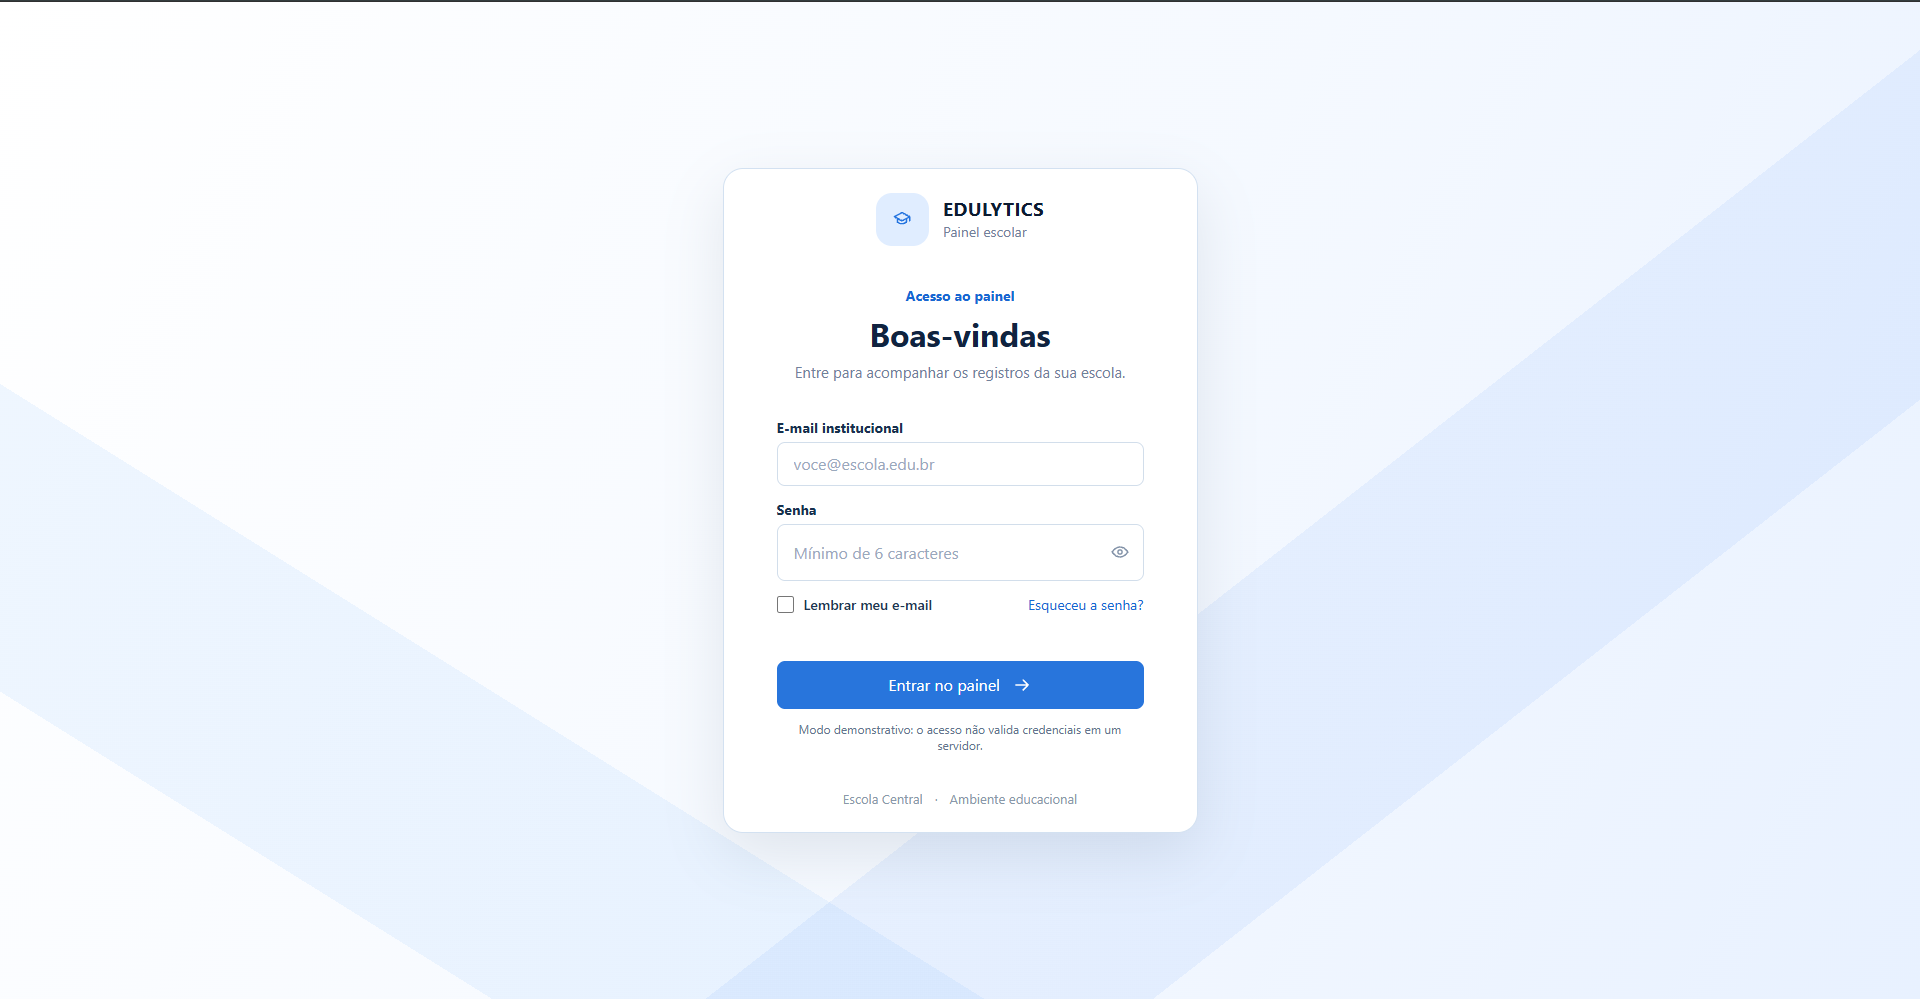 EDULYTICS
Painel escolar
Acesso ao painel
Boas-vindas
Entre para acompanhar os registros da sua escola.
E-mail institucional
voce@escola.edu.br
Senha
Mínimo de 6 caracteres
Lembrar meu e-mail Esqueceu a senha?
Entrar no painel →
Modo demonstrativo: o acesso não valida credenciais em um
servidor.
Escola Central · Ambiente educacional